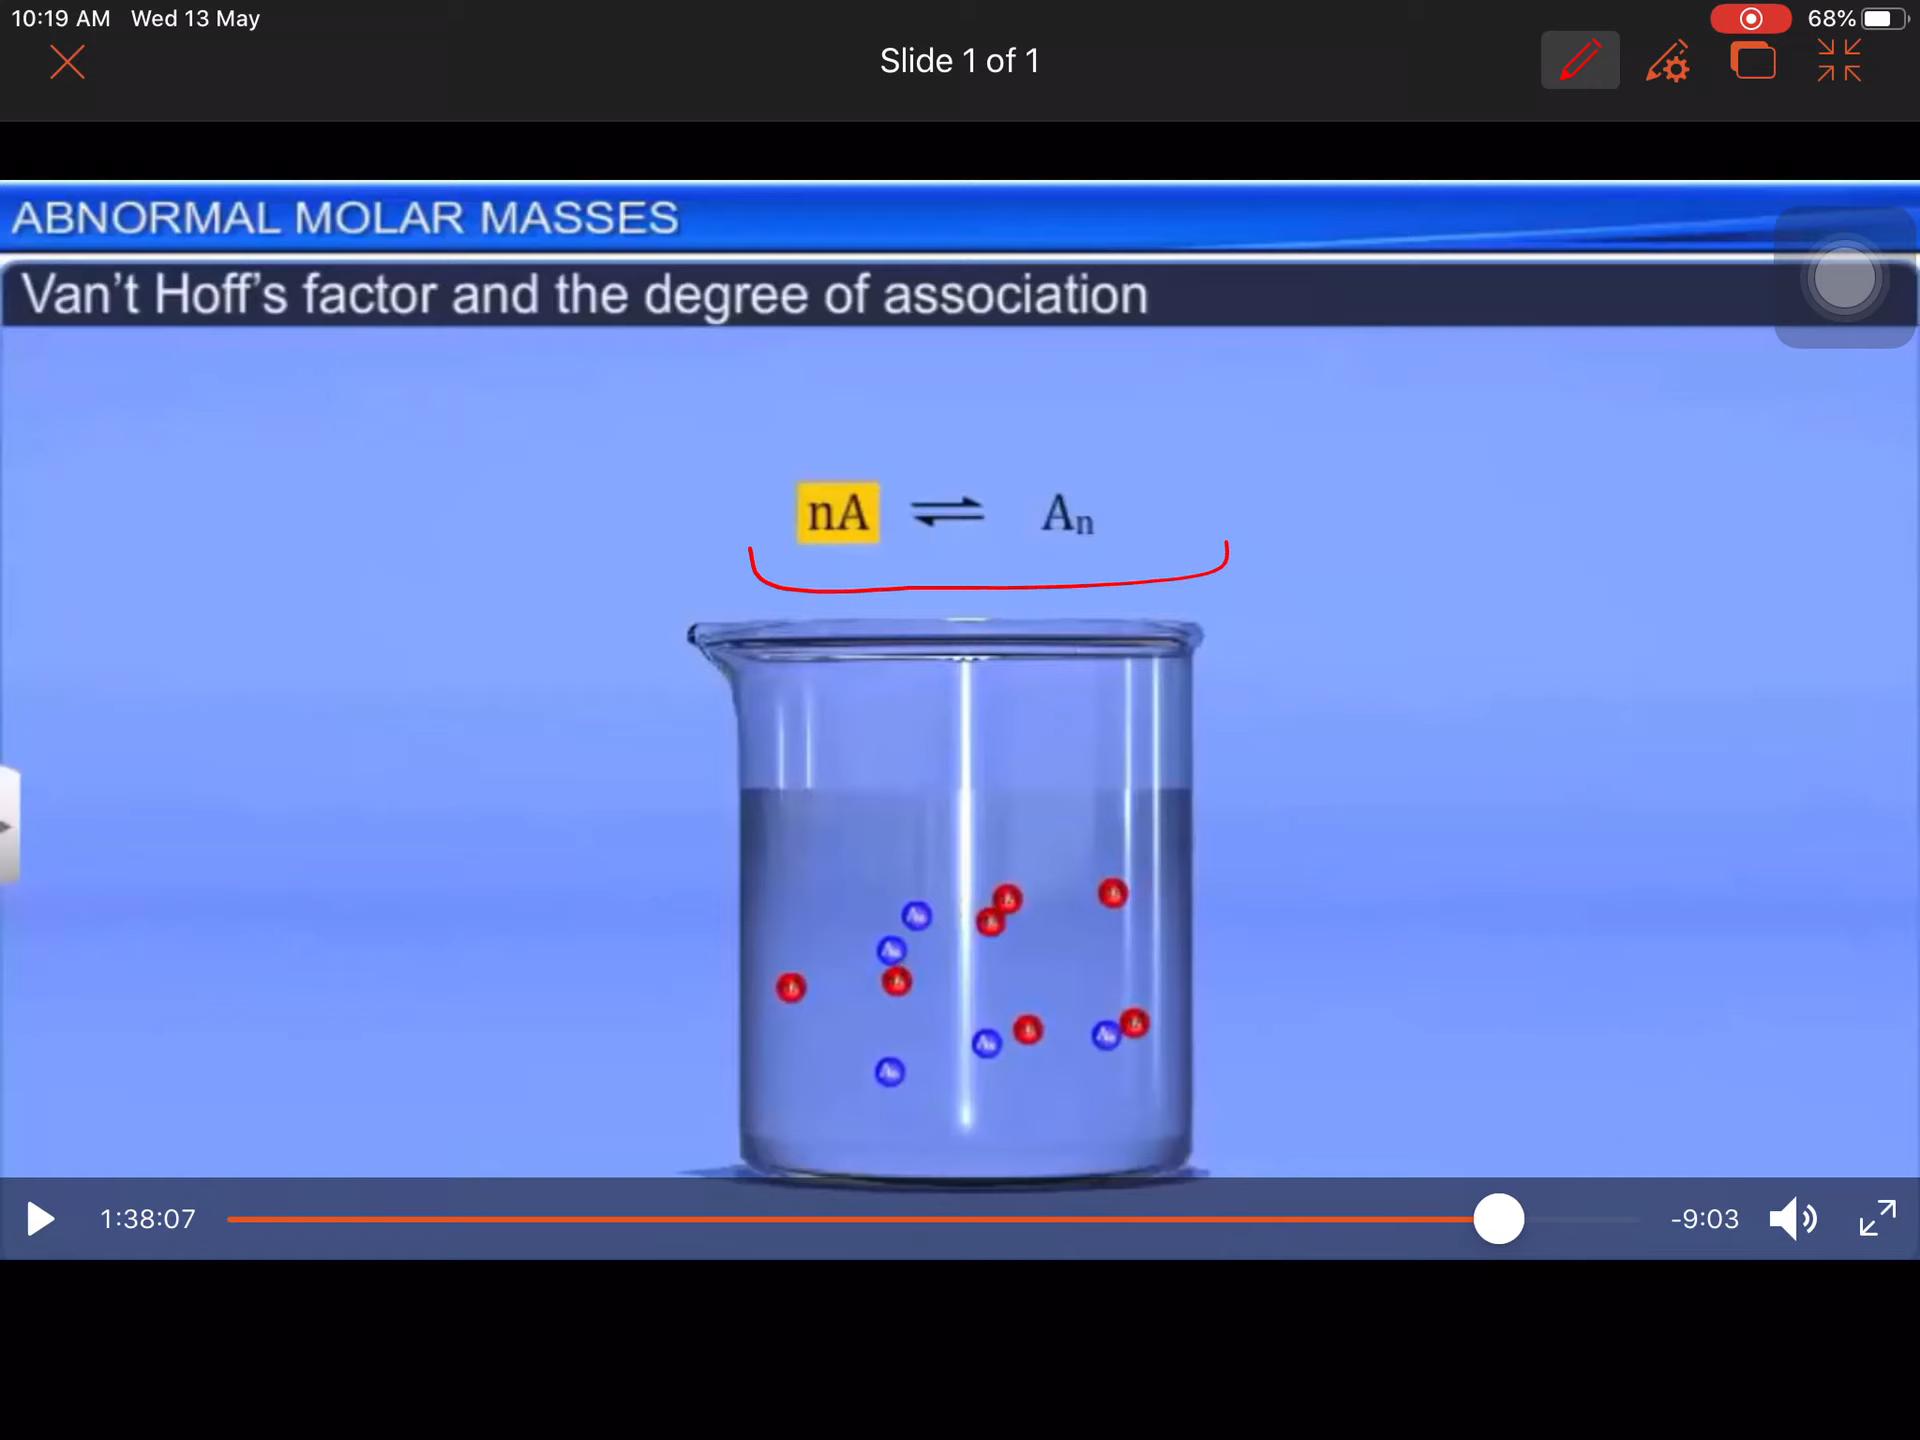 10:19 AM Wed 13 May
68%
Slide 1 of 1
ABNORMAL MOLAR MASSES
Van't Hoff's factor and the degree of association
nA ⇌ Aₙ
1:38:07
-9:03